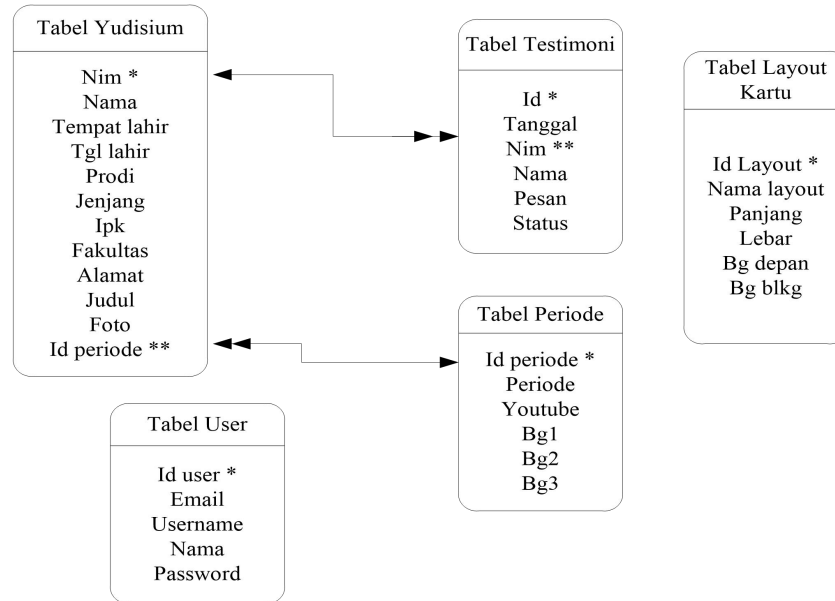 Tabel Yudisium
Nim *
Nama
Tempat lahir
Tgl lahir
Prodi
Jenjang
Ipk
Fakultas
Alamat
Judul
Foto
Id periode **
Tabel Testimoni
Id *
Tanggal
Nim **
Nama
Pesan
Status
Tabel Layout
Kartu
Id Layout *
Nama layout
Panjang
Lebar
Bg depan
Bg blkg
Tabel Periode
Id periode *
Periode
Youtube
Bg1
Bg2
Bg3
Tabel User
Id user *
Email
Username
Nama
Password